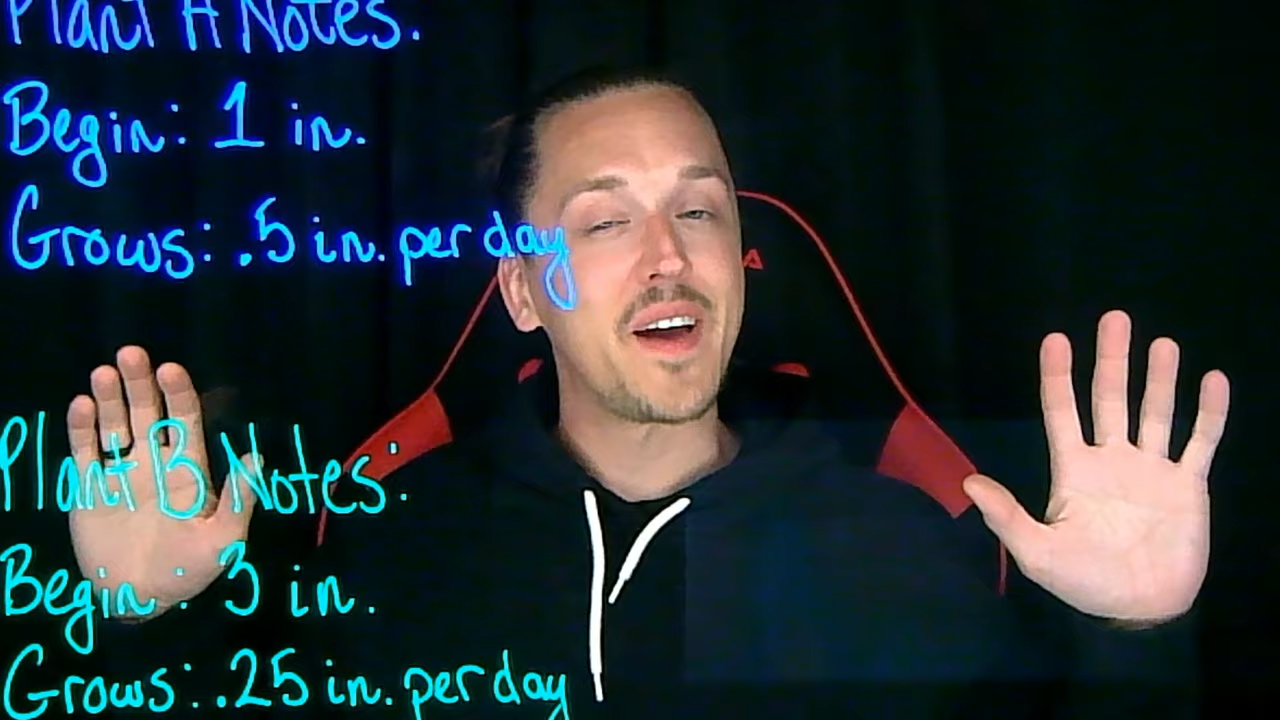 Plant A Notes.
Begin: 1 in.
Grows: .5 in. per day
Plant B Notes:
Begin: 3 in.
Grows: .25 in. per day